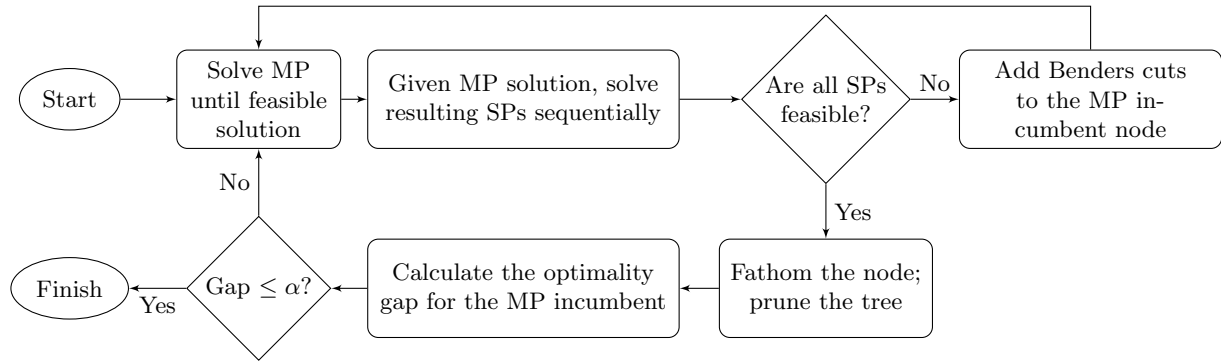 Start
Solve MP
until feasible
solution
Given MP solution, solve
resulting SPs sequentially
Are all SPs
feasible?
No
Add Benders cuts
to the MP in-
cumbent node
Yes
No
Finish
Yes
Gap ≤ α?
Calculate the optimality
gap for the MP incumbent
Fathom the node;
prune the tree